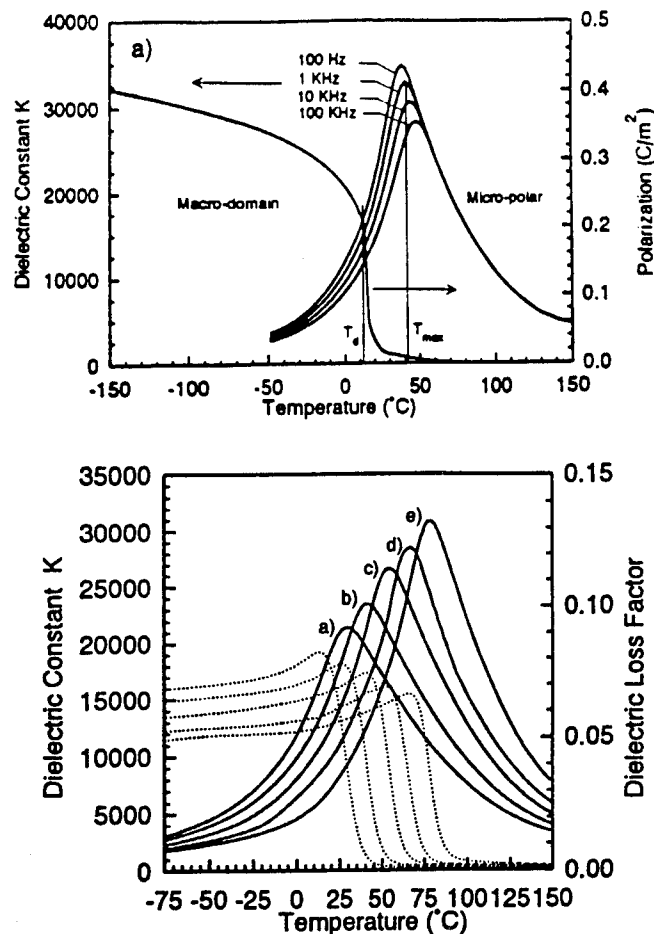 a)
40000
30000
20000
10000
0
Dielectric Constant K
100 Hz
1 KHz
10 KHz
100 KHz
Macro-domain
Micro-polar
T_d
T_max
0.5
0.4
0.3
0.2
0.1
0.0
Polarization (C/m²)
-150 -100 -50 0 50 100 150
Temperature (°C)
35000
30000
25000
20000
15000
10000
5000
0
Dielectric Constant K
a)
b)
c)
d)
e)
0.15
0.10
0.05
0.00
Dielectric Loss Factor
-75 -50 -25 0 25 50 75 100 125 150
Temperature (°C)